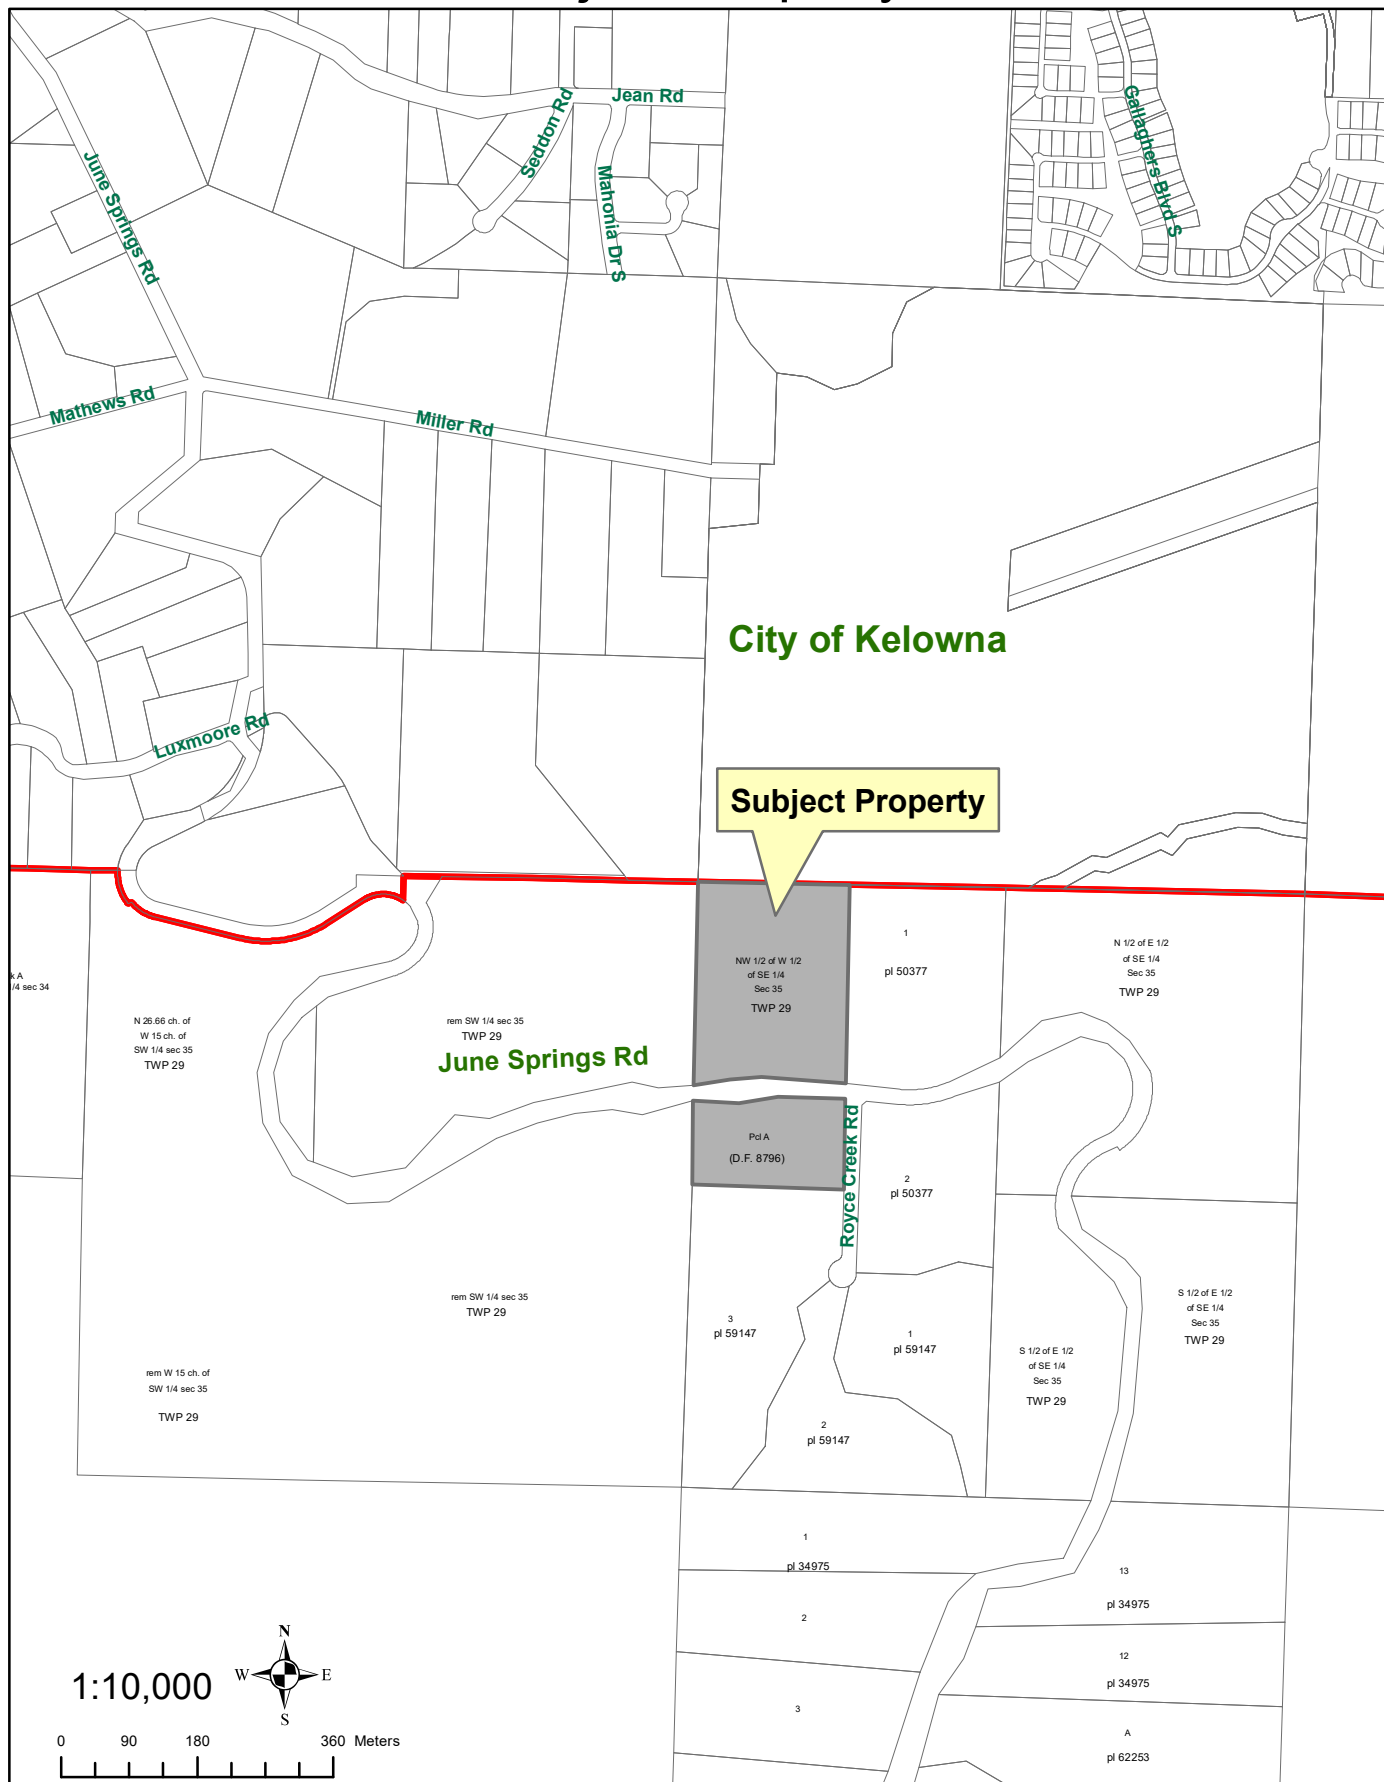 Jean Rd
Seddon Rd
Gallaghers Blvd S
June Springs Rd
Mahonia Dr S
Mathews Rd
Miller Rd
City of Kelowna
Luxmoore Rd
Subject Property
1
pl 50377
N 1/2 of E 1/2
of SE 1/4
Sec 35
TWP 29
NW 1/2 of W 1/2
of SE 1/4
Sec 35
TWP 29
k A
/4 sec 34
N 26.66 ch. of
W 15 ch. of
SW 1/4 sec 35
TWP 29
rem SW 1/4 sec 35
TWP 29
June Springs Rd
Pcl A
(D.F. 8796)
Royce Creek Rd
2
pl 50377
rem SW 1/4 sec 35
TWP 29
3
pl 59147
1
pl 59147
S 1/2 of E 1/2
of SE 1/4
Sec 35
TWP 29
S 1/2 of E 1/2
of SE 1/4
Sec 35
TWP 29
rem W 15 ch. of
SW 1/4 sec 35
TWP 29
2
pl 59147
1
pl 34975
13
pl 34975
2
12
pl 34975
3
A
pl 62253
N
W
E
S
1:10,000
0 90 180 360 Meters